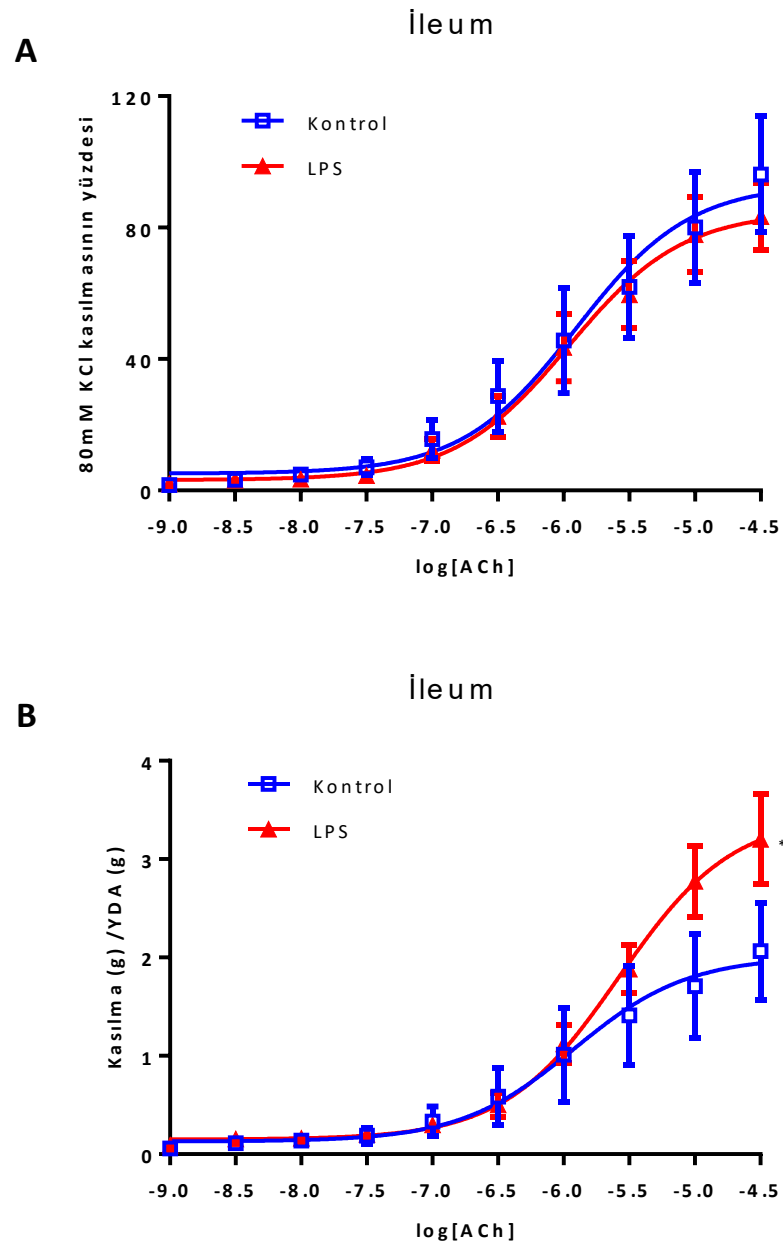 İleum
A
120
80
40
0
Kontrol
LPS
80mM KCl kasılmasının yüzdesi
-9.0 -8.5 -8.0 -7.5 -7.0 -6.5 -6.0 -5.5 -5.0 -4.5
log[ACh]
İleum
B
4
3
2
1
0
Kontrol
LPS
*
Kasılma (g) /YDA (g)
-9.0 -8.5 -8.0 -7.5 -7.0 -6.5 -6.0 -5.5 -5.0 -4.5
log[ACh]